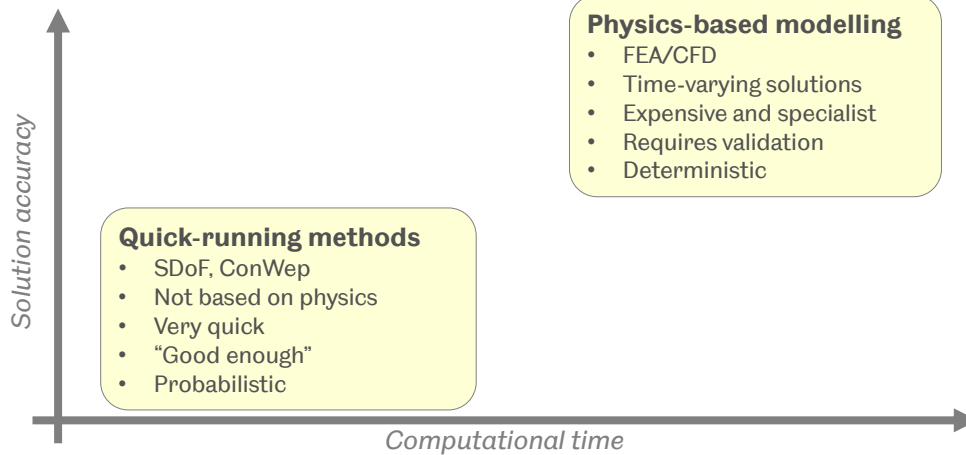 Solution accuracy
Physics-based modelling
• FEA/CFD
• Time-varying solutions
• Expensive and specialist
• Requires validation
• Deterministic
Quick-running methods
• SDoF, ConWep
• Not based on physics
• Very quick
• “Good enough”
• Probabilistic
Computational time